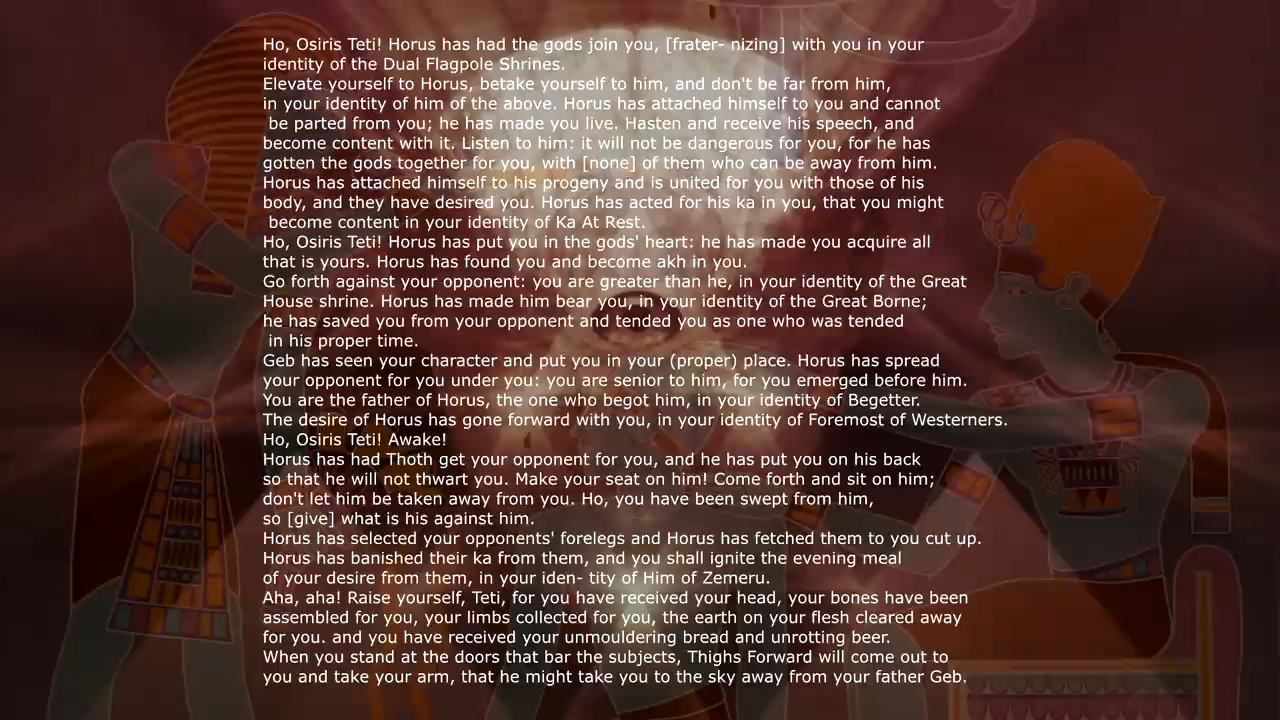 Ho, Osiris Teti! Horus has had the gods join you, [frater- nizing] with you in your
identity of the Dual Flagpole Shrines.
Elevate yourself to Horus, betake yourself to him, and don't be far from him,
in your identity of him of the above. Horus has attached himself to you and cannot
be parted from you; he has made you live. Hasten and receive his speech, and
become content with it. Listen to him: it will not be dangerous for you, for he has
gotten the gods together for you, with [none] of them who can be away from him.
Horus has attached himself to his progeny and is united for you with those of his
body, and they have desired you. Horus has acted for his ka in you, that you might
become content in your identity of Ka At Rest.
Ho, Osiris Teti! Horus has put you in the gods' heart: he has made you acquire all
that is yours. Horus has found you and become akh in you.
Go forth against your opponent: you are greater than he, in your identity of the Great
House shrine. Horus has made him bear you, in your identity of the Great Borne;
he has saved you from your opponent and tended you as one who was tended
in his proper time.
Geb has seen your character and put you in your (proper) place. Horus has spread
your opponent for you under you: you are senior to him, for you emerged before him.
You are the father of Horus, the one who begot him, in your identity of Begetter.
The desire of Horus has gone forward with you, in your identity of Foremost of Westerners.
Ho, Osiris Teti! Awake!
Horus has had Thoth get your opponent for you, and he has put you on his back
so that he will not thwart you. Make your seat on him! Come forth and sit on him;
don't let him be taken away from you. Ho, you have been swept from him,
so [give] what is his against him.
Horus has selected your opponents' forelegs and Horus has fetched them to you cut up.
Horus has banished their ka from them, and you shall ignite the evening meal
of your desire from them, in your iden- tity of Him of Zemeru.
Aha, aha! Raise yourself, Teti, for you have received your head, your bones have been
assembled for you, your limbs collected for you, the earth on your flesh cleared away
for you. and you have received your unmouldering bread and unrotting beer.
When you stand at the doors that bar the subjects, Thighs Forward will come out to
you and take your arm, that he might take you to the sky away from your father Geb.